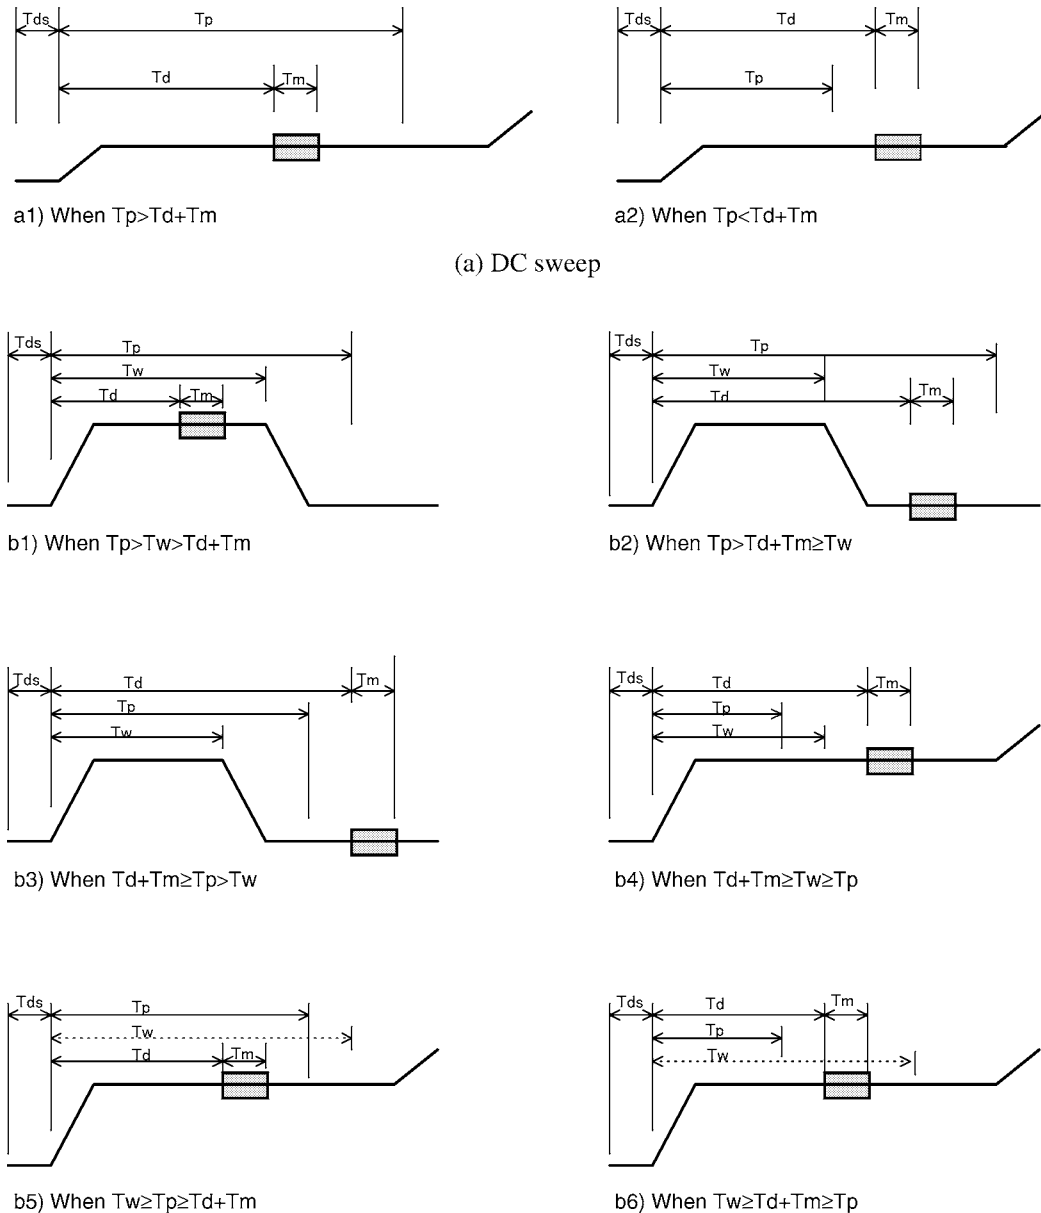 Tds Tp
Td Tm
a1) When Tp>Td+Tm
Tds Td Tm
Tp
a2) When Tp<Td+Tm
(a) DC sweep
Tds Tp
Tw
Td Tm
b1) When Tp>Tw>Td+Tm
Tds Tp
Tw
Td Tm
b2) When Tp>Td+Tm≥Tw
Tds Td Tm
Tp
Tw
b3) When Td+Tm≥Tp>Tw
Tds Td Tm
Tp
Tw
b4) When Td+Tm≥Tw≥Tp
Tds Tp
Tw
Td Tm
b5) When Tw≥Tp≥Td+Tm
Tds Td Tm
Tp
Tw
b6) When Tw≥Td+Tm≥Tp